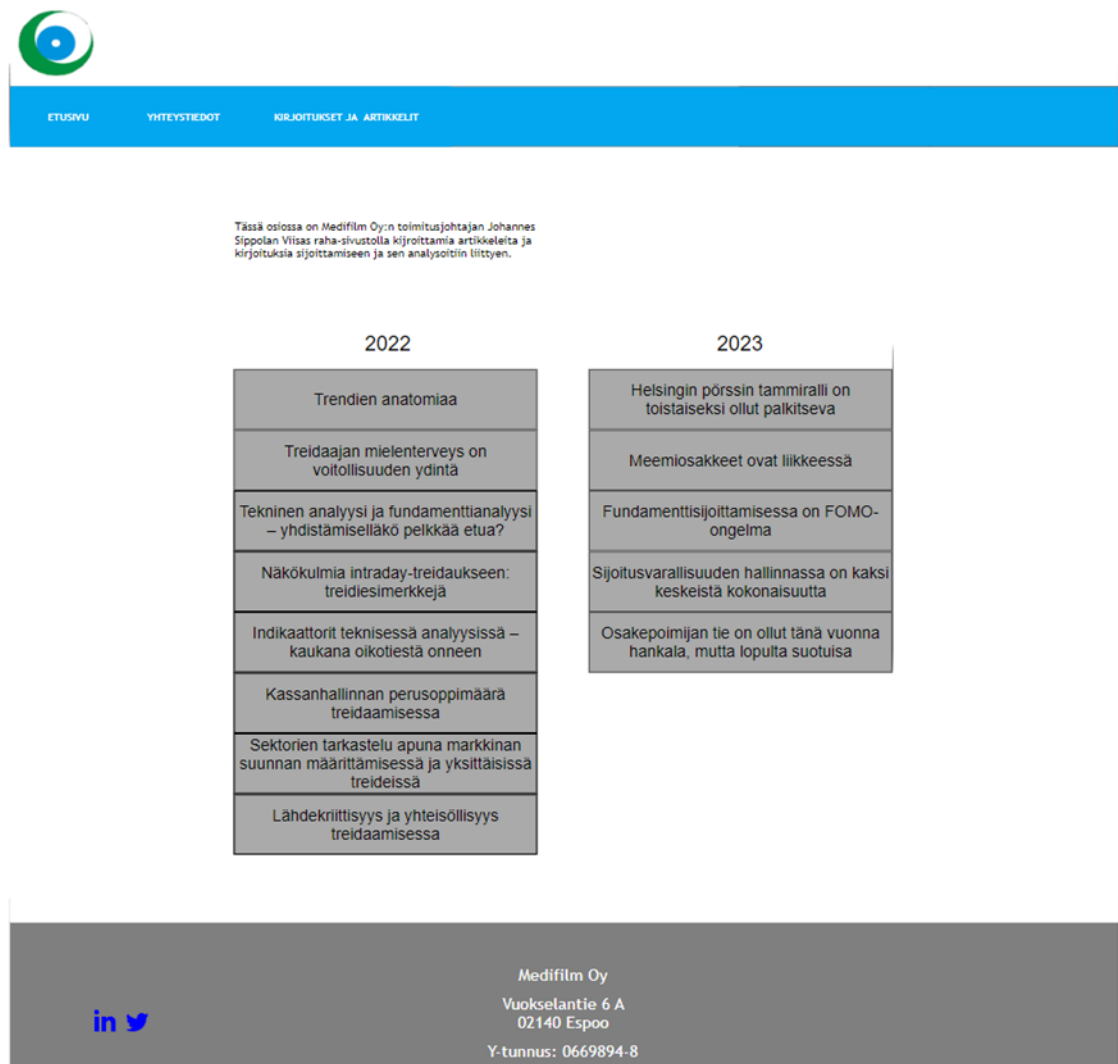 ETUSIVU YHTEYSTIEDOT KIRJOITUKSET JA ARTIKKELIT
Tässä osiossa on Medifilm Oy:n toimitusjohtajan Johannes
Sippolan Viisas raha-sivustolla kijroittamia artikkeleita ja
kirjoituksia sijoittamiseen ja sen analysoitiin liittyen.
2022
Trendien anatomiaa
Treidaajan mielenterveys on
voitollisuuden ydintä
Tekninen analyysi ja fundamenttianalyysi
– yhdistämiselläkö pelkkää etua?
Näkökulmia intraday-treidaukseen:
treidiesimerkkejä
Indikaattorit teknisessä analyysissä –
kaukana oikotiestä onneen
Kassanhallinnan perusoppimäärä
treidaamisessa
Sektorien tarkastelu apuna markkinan
suunnan määrittämisessä ja yksittäisissä
treideissä
Lähdekriittisyys ja yhteisöllisyys
treidaamisessa
2023
Helsingin pörssin tammiralli on
toistaiseksi ollut palkitseva
Meemiosakkeet ovat liikkeessä
Fundamenttisijoittamisessa on FOMO-
ongelma
Sijoitusvarallisuuden hallinnassa on kaksi
keskeistä kokonaisuutta
Osakepoimijan tie on ollut tänä vuonna
hankala, mutta lopulta suotuisa
Medifilm Oy
Vuokselantie 6 A
02140 Espoo
Y-tunnus: 0669894-8
in